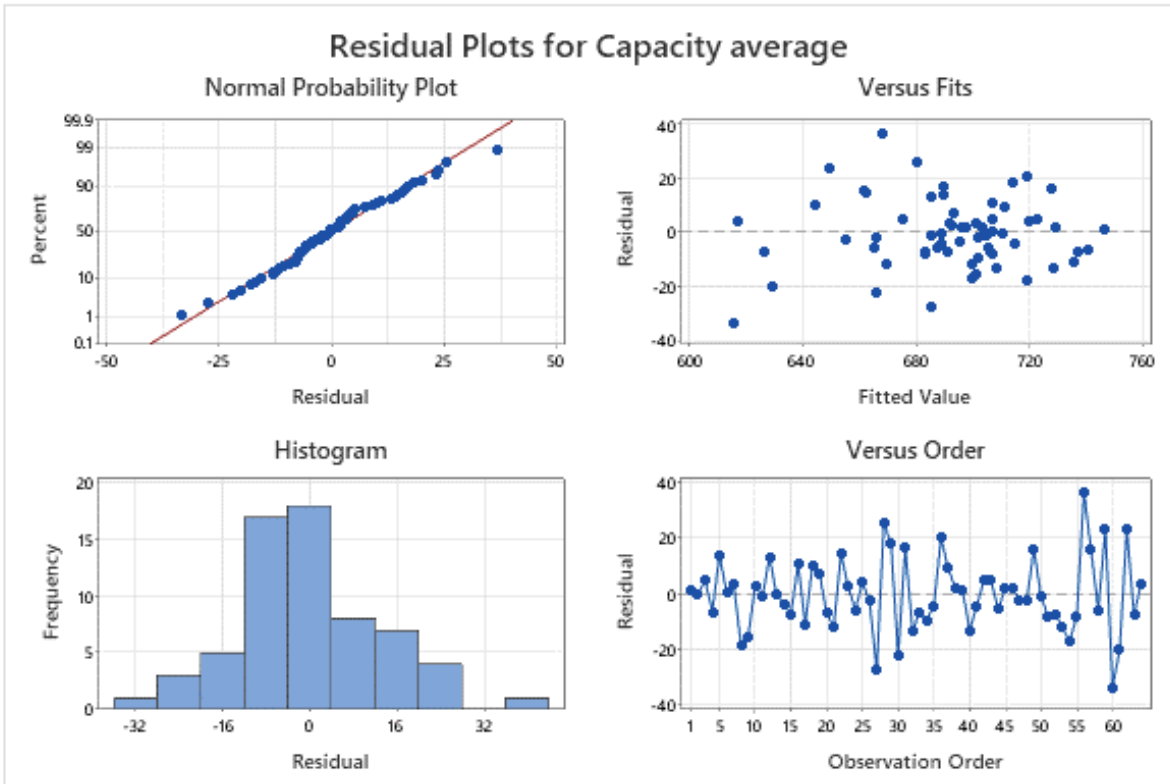 Residual Plots for Capacity average
Normal Probability Plot
99.9
99
90
50
10
1
0.1
Percent
-50 -25 0 25 50
Residual
Versus Fits
40
20
0
-20
-40
Residual
600 640 680 720 760
Fitted Value
Histogram
20
15
10
5
0
Frequency
-32 -16 0 16 32
Residual
Versus Order
40
20
0
-20
-40
Residual
1 5 10 15 20 25 30 35 40 45 50 55 60
Observation Order